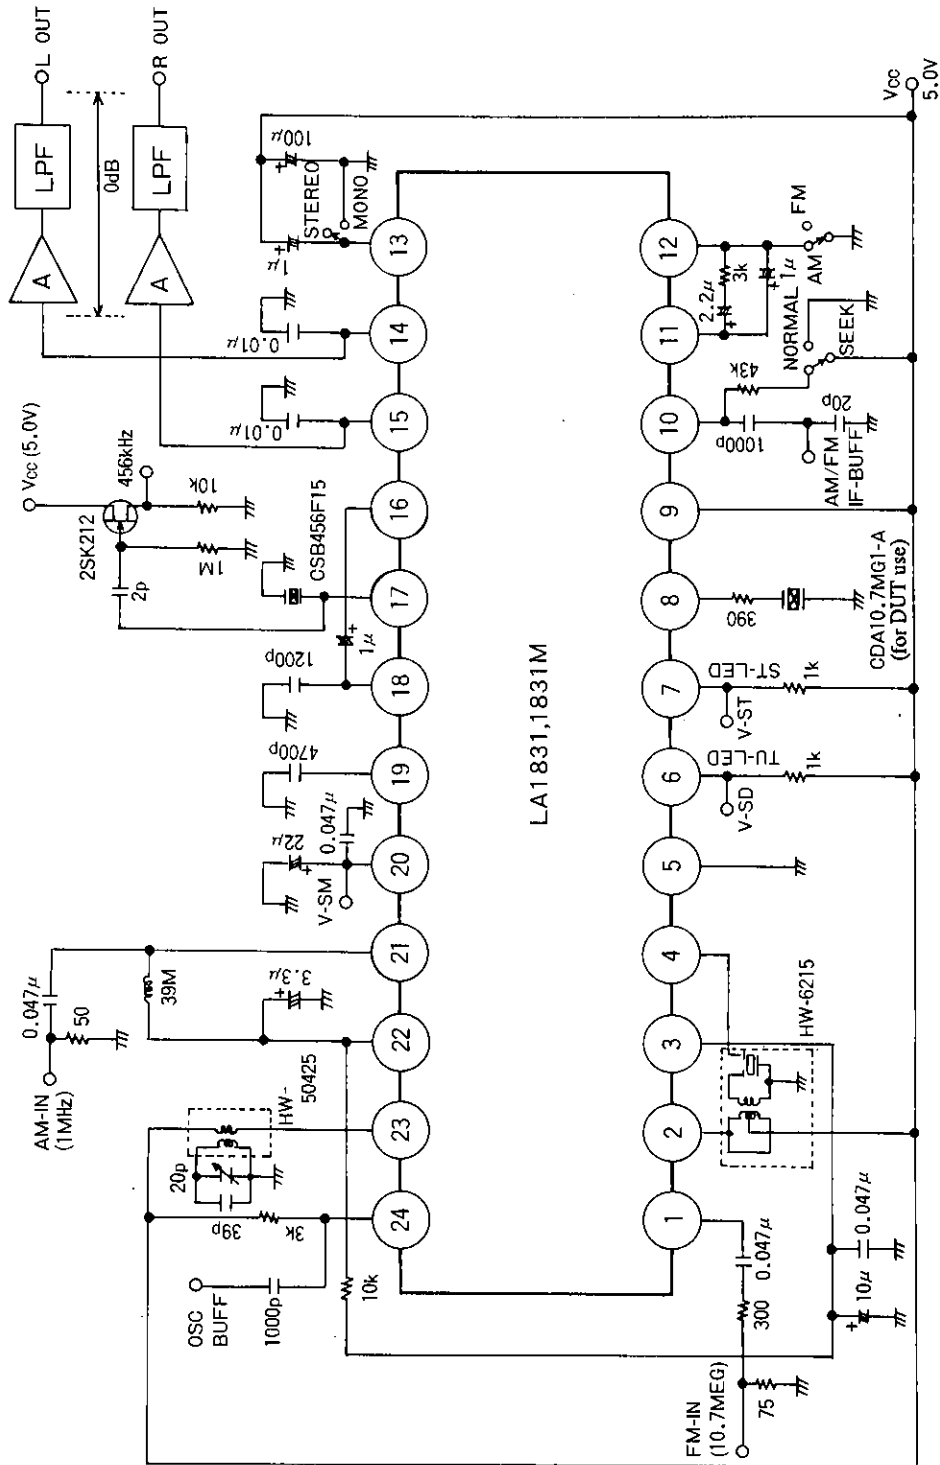 L OUT
R OUT
LPF
LPF
0dB
A
A
Vcc (5.0V)
2SK212
456kHz
10k
1M
2p
CSB456F15
0.01μ
0.01μ
1μ
100μ
STEREO
MONO
1200p
1μ
4700p
22μ
0.047μ
V-SM
AM-IN
(1MHz)
0.047μ
50
39M
3.3μ
HW-
50425
20p
39p
3k
OSC
BUFF
1000p
10k
24
23
22
21
20
19
18
17
16
15
14
13
LA1831,1831M
1
2
3
4
5
6
7
8
9
10
11
12
FM-IN
(10.7MEG)
75
300
0.047μ
10μ
0.047μ
HW-6215
V-SD
TU-LED
1k
V-ST
ST-LED
1k
390
CDA10.7MG1-A
(for DUT use)
AM/FM
IF-BUFF
1000p
20p
43k
NORMAL
SEEK
2.2μ
3k
1μ
AM
FM
Vcc
5.0V